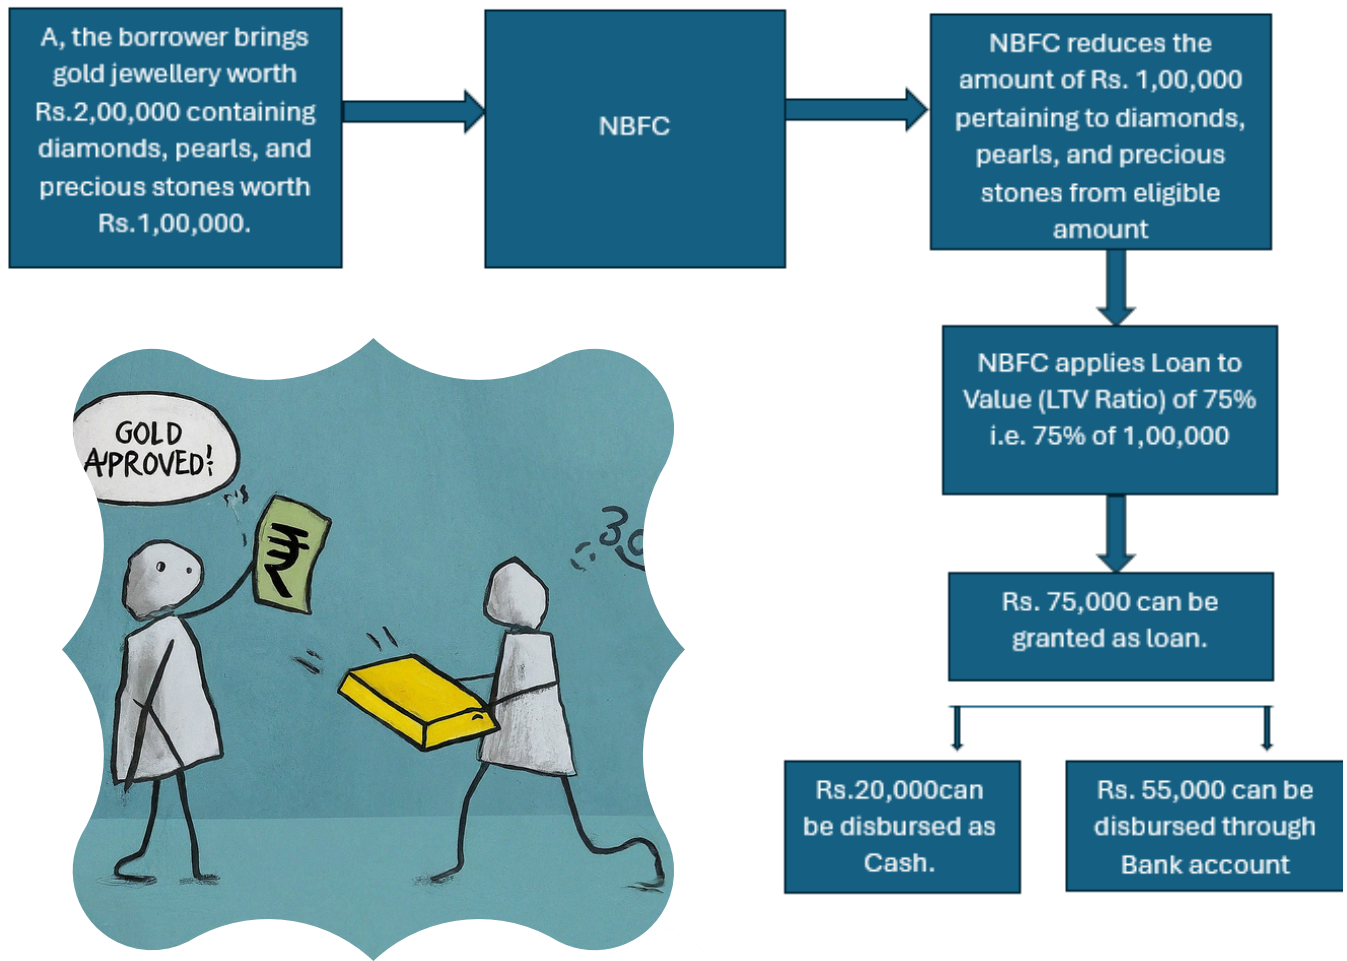 A, the borrower brings
gold jewellery worth
Rs.2,00,000 containing
diamonds, pearls, and
precious stones worth
Rs.1,00,000.
NBFC
NBFC reduces the
amount of Rs. 1,00,000
pertaining to diamonds,
pearls, and precious
stones from eligible
amount
NBFC applies Loan to
Value (LTV Ratio) of 75%
i.e. 75% of 1,00,000
Rs. 75,000 can be
granted as loan.
Rs.20,000can
be disbursed as
Cash.
Rs. 55,000 can be
disbursed through
Bank account
GOLD
A𝗉PROVED!
₹